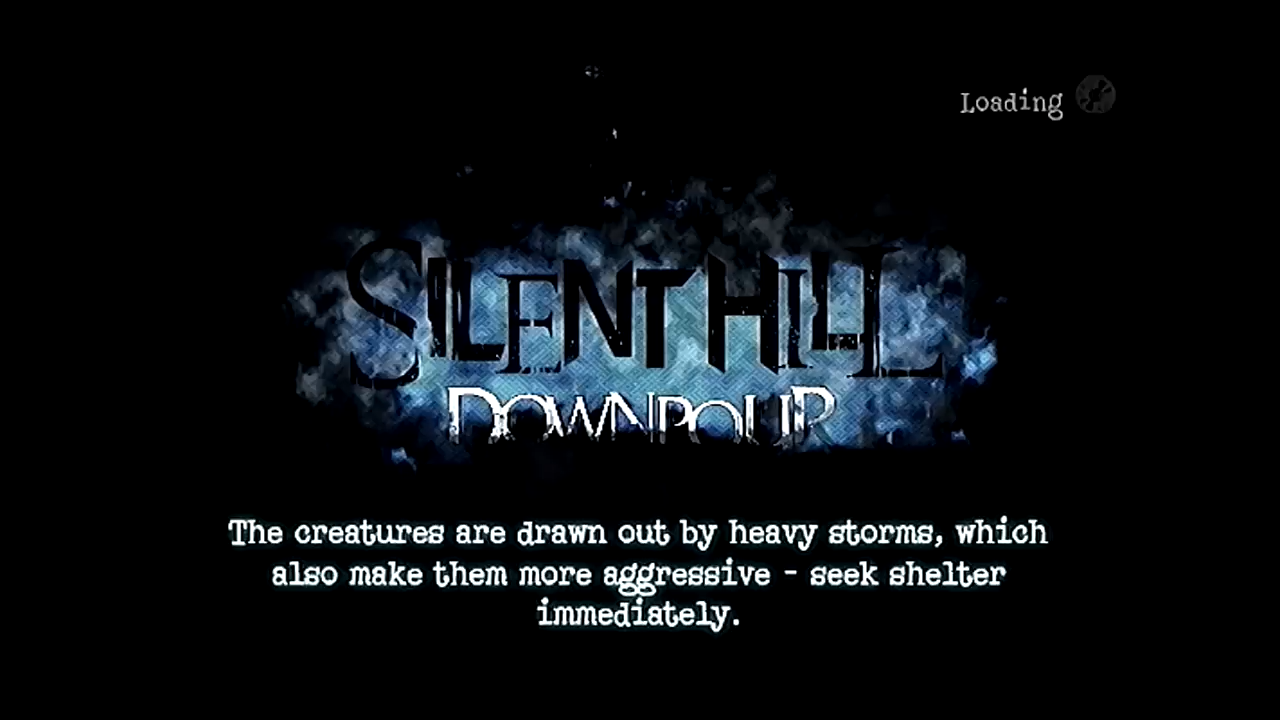 Loading
SILENT HILL
DOWNPOUR
The creatures are drawn out by heavy storms, which
also make them more aggressive - seek shelter
immediately.